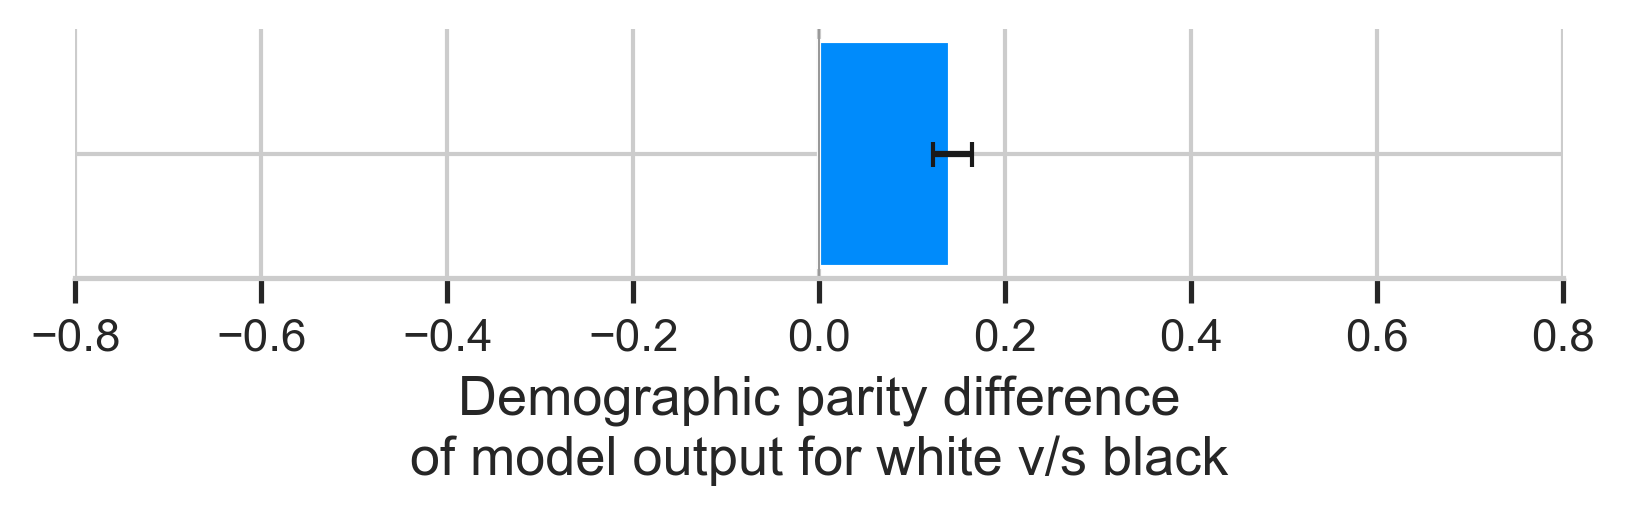 −0.8 −0.6 −0.4 −0.2 0.0 0.2 0.4 0.6 0.8
Demographic parity difference
of model output for white v/s black